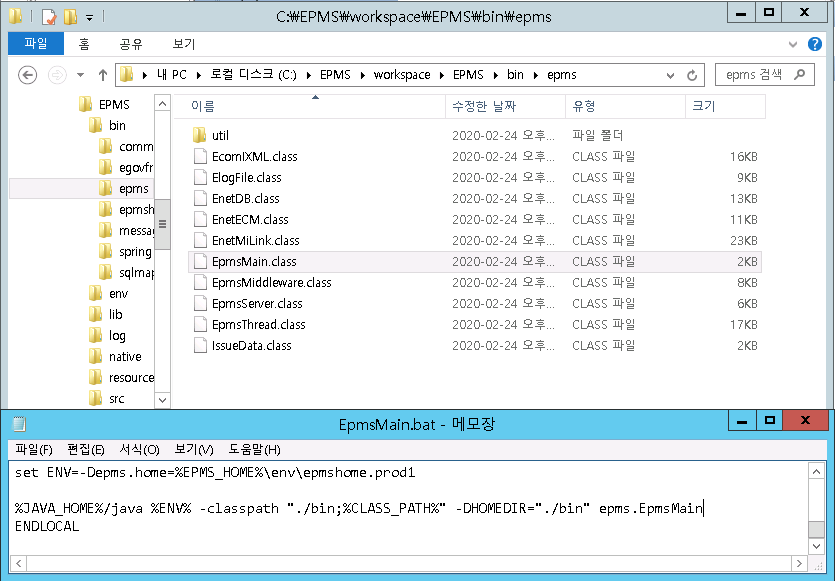 C:₩EPMS₩workspace₩EPMS₩bin₩epms
파일 홈 공유 보기
내 PC 로컬 디스크 (C:) EPMS workspace EPMS bin epms epms 검색
이름 수정한 날짜 유형 크기
EPMS
bin
comm
egovfr
epms
epmsh
messa
spring
sqlmap
env
lib
log
native
resource
src
util 2020-02-24 오후... 파일 폴더
EcomIXML.class 2020-02-24 오후... CLASS 파일 16KB
ElogFile.class 2020-02-24 오후... CLASS 파일 9KB
EnetDB.class 2020-02-24 오후... CLASS 파일 13KB
EnetECM.class 2020-02-24 오후... CLASS 파일 11KB
EnetMiLink.class 2020-02-24 오후... CLASS 파일 23KB
EpmsMain.class 2020-02-24 오후... CLASS 파일 2KB
EpmsMiddleware.class 2020-02-24 오후... CLASS 파일 8KB
EpmsServer.class 2020-02-24 오후... CLASS 파일 6KB
EpmsThread.class 2020-02-24 오후... CLASS 파일 17KB
IssueData.class 2020-02-24 오후... CLASS 파일 2KB
EpmsMain.bat - 메모장
파일(F) 편집(E) 서식(O) 보기(V) 도움말(H)
set ENV=-Depms.home=%EPMS_HOME%\env\epmshome.prod1
%JAVA_HOME%/java %ENV% -classpath "./bin;%CLASS_PATH%" -DHOMEDIR="./bin" epms.EpmsMain
ENDLOCAL